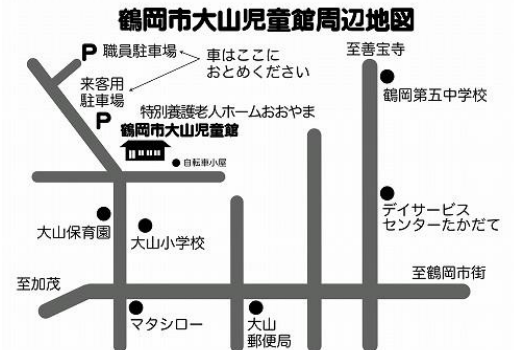 鶴岡市大山児童館周辺地図
P 職員駐車場
車はここに
おとめください
至善宝寺
来客用
駐車場
P
鶴岡第五中学校
特別養護老人ホームおおやま
鶴岡市大山児童館
自転車小屋
デイサービス
センターたかだて
大山保育園
大山小学校
至鶴岡市街
至加茂
マタシロー
大山
郵便局